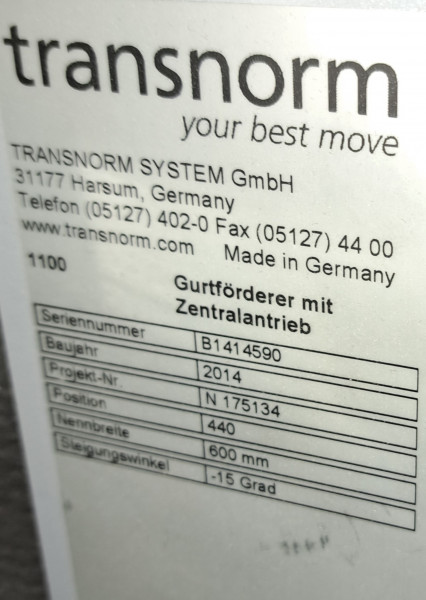 transnorm
your best move
TRANSNORM SYSTEM GmbH
31177 Harsum, Germany
Telefon (05127) 402-0 Fax (05127) 44 00
www.transnorm.com Made in Germany
1100 Gurtförderer mit
Zentralantrieb
Seriennummer B1414590
Baujahr 2014
Projekt-Nr. N 175134
Position 440
Nennbreite 600 mm
Steigungswinkel -15 Grad